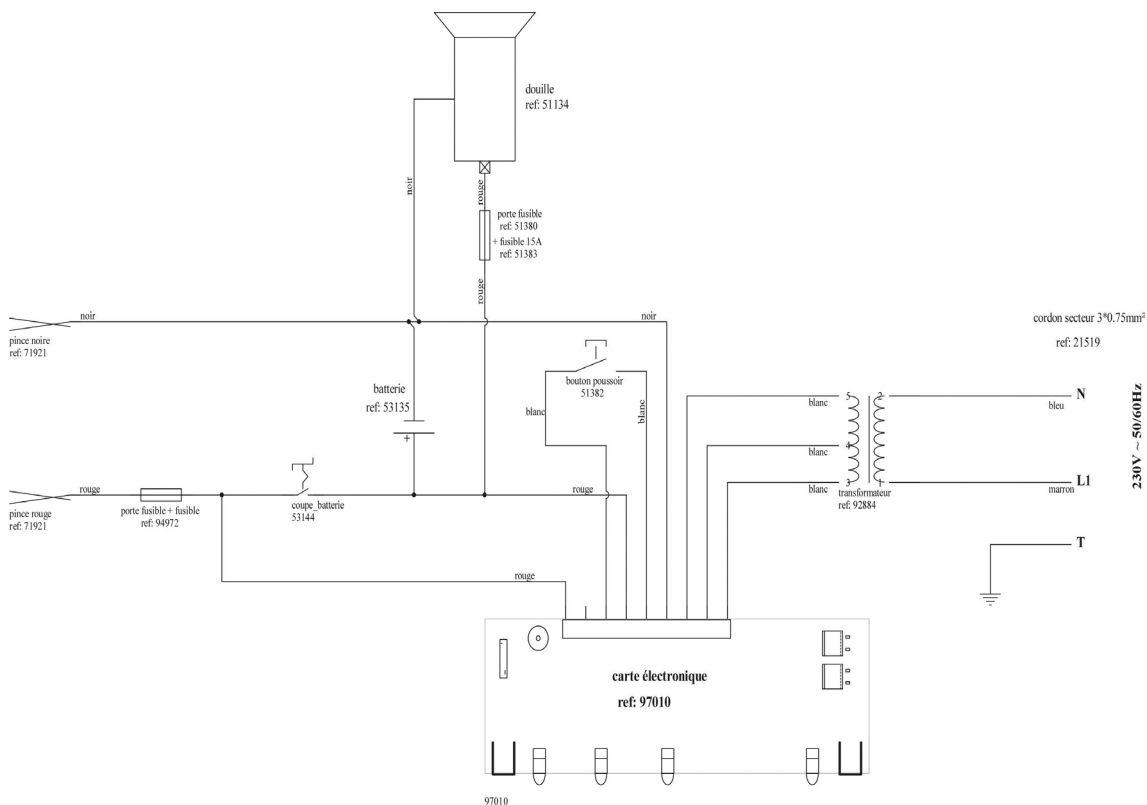 douille
ref: 51134
noir
rouge
porte fusible
ref: 51380
+ fusible 15A
ref: 51383
rouge
noir
noir
cordon secteur 3*0.75mm²
ref: 21519
pince noire
ref: 71921
bouton poussoir
51382
batterie
ref: 53135
+
blanc
blanc
blanc
5
2
N
bleu
230V ~ 50/60Hz
blanc
4
rouge
coupe_batterie
53144
rouge
blanc
3
1
transformateur
ref: 92884
L1
marron
pince rouge
ref: 71921
porte fusible + fusible
ref: 94972
T
rouge
carte électronique
ref: 97010
97010